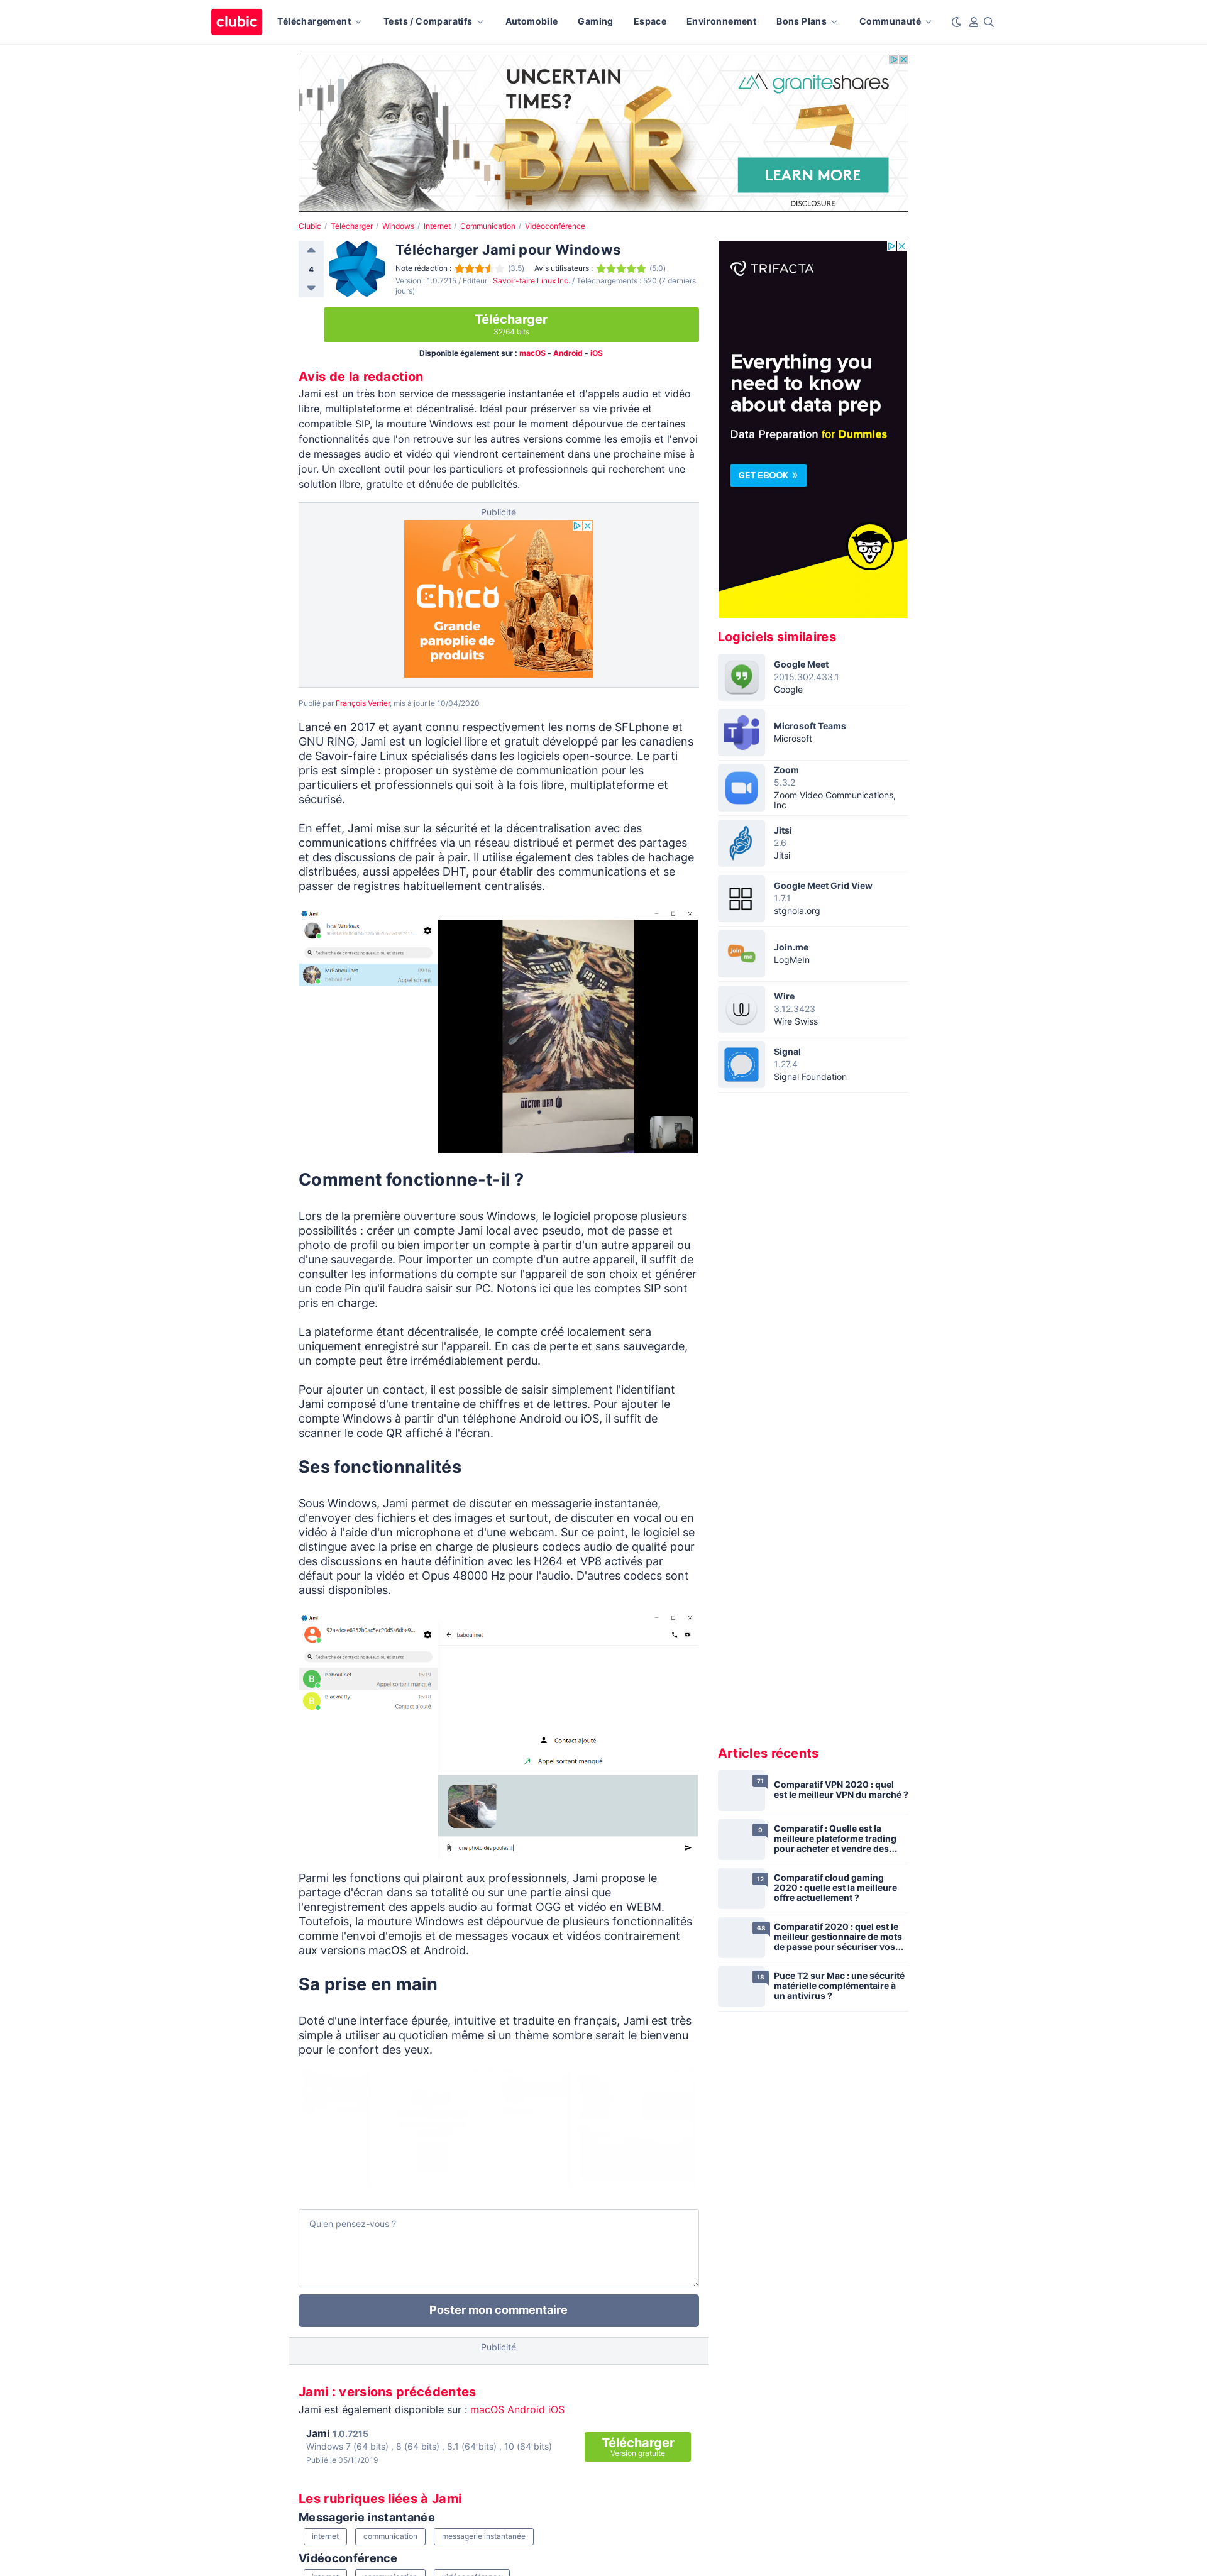 clubic
Téléchargement
Tests / Comparatifs
Automobile
Gaming
Espace
Environnement
Bons Plans
Communauté
UNCERTAIN
TIMES?
BAR
graniteshares
LEARN MORE
DISCLOSURE
Clubic / Télécharger / Windows / Internet / Communication / Vidéoconférence
4
Télécharger Jami pour Windows
Note rédaction : (3.5) Avis utilisateurs : (5.0)
Version : 1.0.7215 / Editeur : Savoir-faire Linux Inc. / Téléchargements : 520 (7 derniers
jours)
Télécharger
32/64 bits
Disponible également sur : macOS - Android - iOS
Avis de la redaction
Jami est un très bon service de messagerie instantanée et d'appels audio et vidéo
libre, multiplateforme et décentralisé. Idéal pour préserver sa vie privée et
compatible SIP, la mouture Windows est pour le moment dépourvue de certaines
fonctionnalités que l'on retrouve sur les autres versions comme les emojis et l'envoi
de messages audio et vidéo qui viendront certainement dans une prochaine mise à
jour. Un excellent outil pour les particuliers et professionnels qui recherchent une
solution libre, gratuite et dénuée de publicités.
Publicité
CHICO
Grande
panoplie de
produits
Publié par François Verrier, mis à jour le 10/04/2020
Lancé en 2017 et ayant connu respectivement les noms de SFLphone et
GNU RING, Jami est un logiciel libre et gratuit développé par les canadiens
de Savoir-faire Linux spécialisés dans les logiciels open-source. Le parti
pris est simple : proposer un système de communication pour les
particuliers et professionnels qui soit à la fois libre, multiplateforme et
sécurisé.
En effet, Jami mise sur la sécurité et la décentralisation avec des
communications chiffrées via un réseau distribué et permet des partages
et des discussions de pair à pair. Il utilise également des tables de hachage
distribuées, aussi appelées DHT, pour établir des communications et se
passer de registres habituellement centralisés.
Jami
local Windows
Recherche de contacts nouveaux ou existants
MrBaboulinet
baboulinet
Appel sortant
DOCTOR WHO
Comment fonctionne-t-il ?
Lors de la première ouverture sous Windows, le logiciel propose plusieurs
possibilités : créer un compte Jami local avec pseudo, mot de passe et
photo de profil ou bien importer un compte à partir d'un autre appareil ou
d'une sauvegarde. Pour importer un compte d'un autre appareil, il suffit de
consulter les informations du compte sur l'appareil de son choix et générer
un code Pin qu'il faudra saisir sur PC. Notons ici que les comptes SIP sont
pris en charge.
La plateforme étant décentralisée, le compte créé localement sera
uniquement enregistré sur l'appareil. En cas de perte et sans sauvegarde,
un compte peut être irrémédiablement perdu.
Pour ajouter un contact, il est possible de saisir simplement l'identifiant
Jami composé d'une trentaine de chiffres et de lettres. Pour ajouter le
compte Windows à partir d'un téléphone Android ou iOS, il suffit de
scanner le code QR affiché à l'écran.
Ses fonctionnalités
Sous Windows, Jami permet de discuter en messagerie instantanée,
d'envoyer des fichiers et des images et surtout, de discuter en vocal ou en
vidéo à l'aide d'un microphone et d'une webcam. Sur ce point, le logiciel se
distingue avec la prise en charge de plusieurs codecs audio de qualité pour
des discussions en haute définition avec les H264 et VP8 activés par
défaut pour la vidéo et Opus 48000 Hz pour l'audio. D'autres codecs sont
aussi disponibles.
Jami
baboulinet
Recherche de contacts nouveaux ou existants
B
baboulinet
15:19
Appel sortant manqué
B
blacknelly
15:18
Contact ajouté
Contact ajouté
Appel sortant manqué
une photo des poules !
Parmi les fonctions qui plairont aux professionnels, Jami propose le
partage d'écran dans sa totalité ou sur une partie ainsi que
l'enregistrement des appels audio au format OGG et vidéo en WEBM.
Toutefois, la mouture Windows est dépourvue de plusieurs fonctionnalités
comme l'envoi d'emojis et de messages vocaux et vidéos contrairement
aux versions macOS et Android.
Sa prise en main
Doté d'une interface épurée, intuitive et traduite en français, Jami est très
simple à utiliser au quotidien même si un thème sombre serait le bienvenu
pour le confort des yeux.
Qu'en pensez-vous ?
Poster mon commentaire
Publicité
Jami : versions précédentes
Jami est également disponible sur : macOS Android iOS
Jami 1.0.7215
Windows 7 (64 bits) , 8 (64 bits) , 8.1 (64 bits) , 10 (64 bits)
Publié le 05/11/2019
Télécharger
Version gratuite
Les rubriques liées à Jami
Messagerie instantanée
internet
communication
messagerie instantanée
Vidéoconférence
TRIFACTA
Everything you
need to know
about data prep
Data Preparation for Dummies
GET EBOOK »
Logiciels similaires
Google Meet
2015.302.433.1
Google
Microsoft Teams
Microsoft
Zoom
5.3.2
Zoom Video Communications,
Inc
Jitsi
2.6
Jitsi
Google Meet Grid View
1.7.1
stgnola.org
join
me
Join.me
LogMeIn
Wire
3.12.3423
Wire Swiss
Signal
1.27.4
Signal Foundation
Articles récents
71
Comparatif VPN 2020 : quel
est le meilleur VPN du marché ?
9
Comparatif : Quelle est la
meilleure plateforme trading
pour acheter et vendre des...
12
Comparatif cloud gaming
2020 : quelle est la meilleure
offre actuellement ?
68
Comparatif 2020 : quel est le
meilleur gestionnaire de mots
de passe pour sécuriser vos...
18
Puce T2 sur Mac : une sécurité
matérielle complémentaire à
un antivirus ?